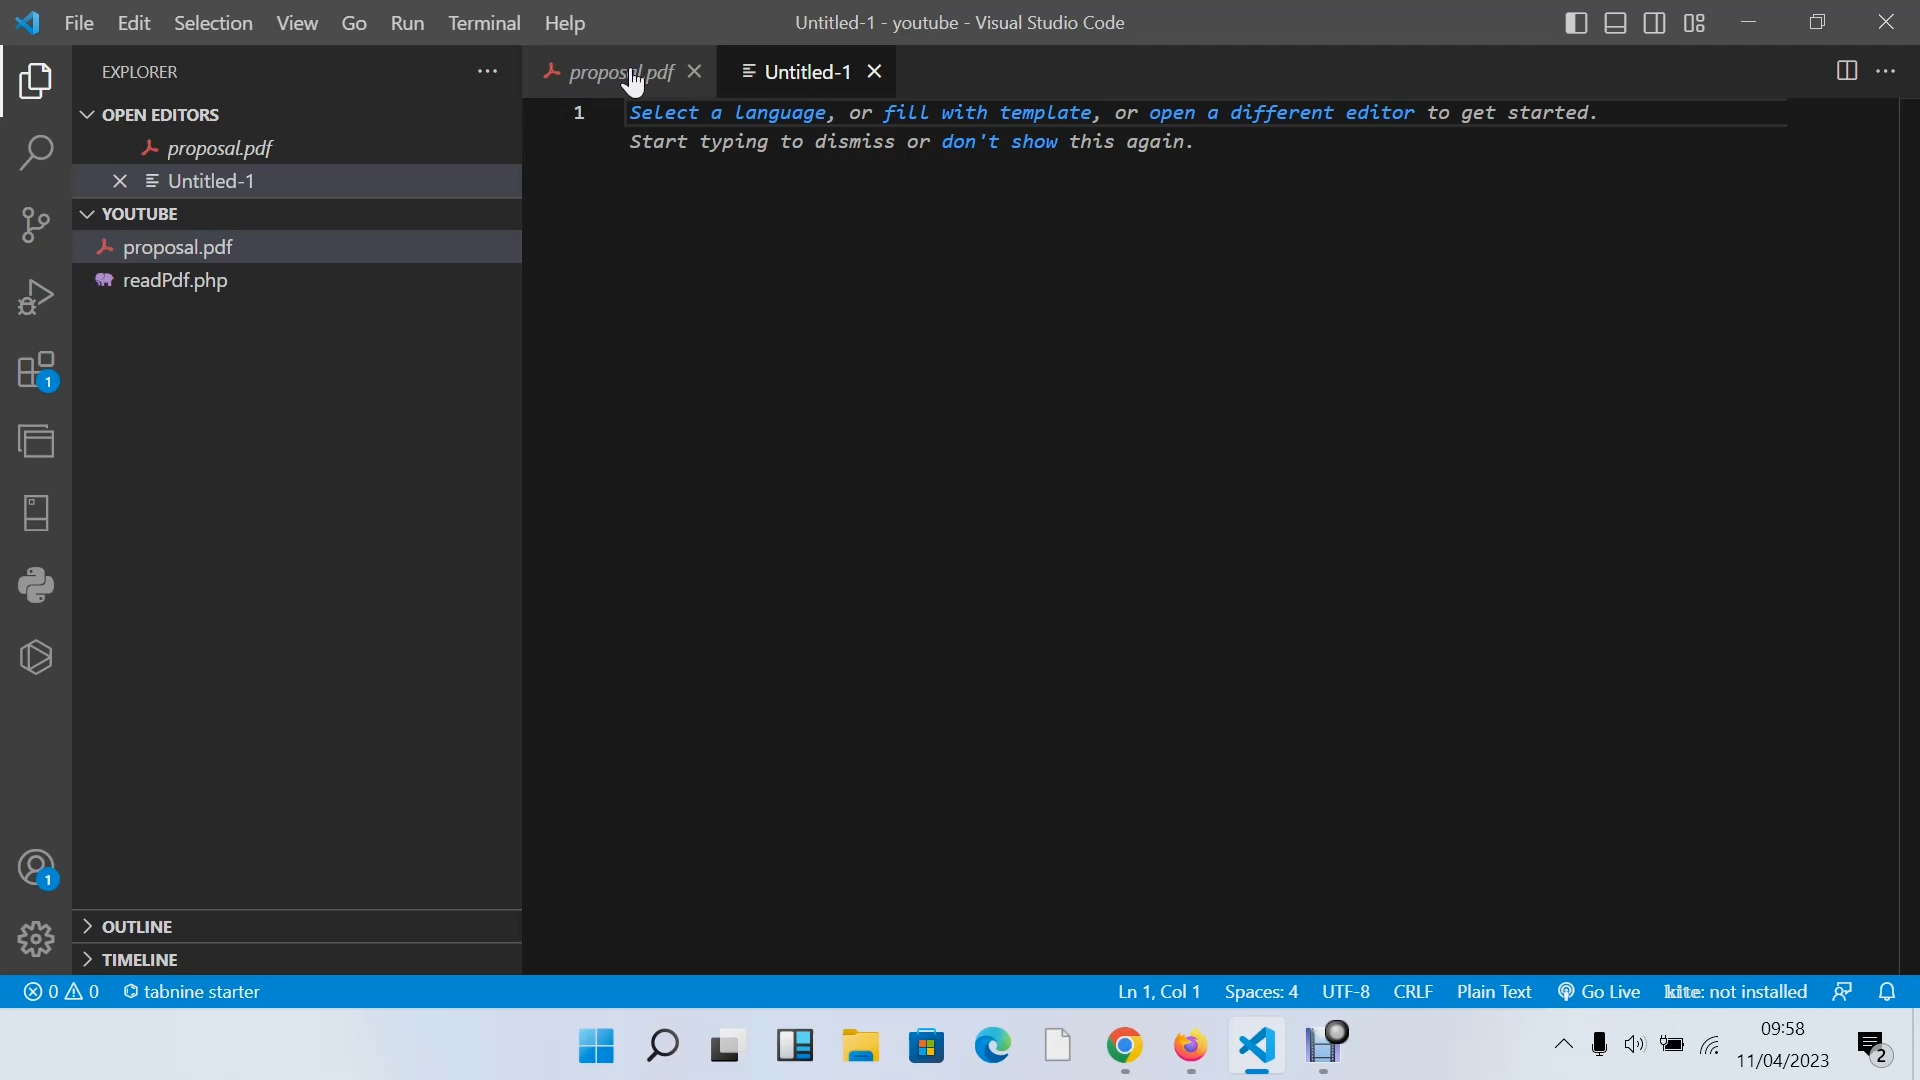 File Edit Selection View Go Run Terminal Help
Untitled-1 - youtube - Visual Studio Code
EXPLORER
proposal.pdf
Untitled-1
OPEN EDITORS
proposal.pdf
Untitled-1
YOUTUBE
proposal.pdf
readPdf.php
1
Select a language, or fill with template, or open a different editor to get started.
Start typing to dismiss or don't show this again.
1
1
OUTLINE
TIMELINE
0 0 tabnine starter
Ln 1, Col 1 Spaces: 4 UTF-8 CRLF Plain Text Go Live kite: not installed
09:58
11/04/2023
2